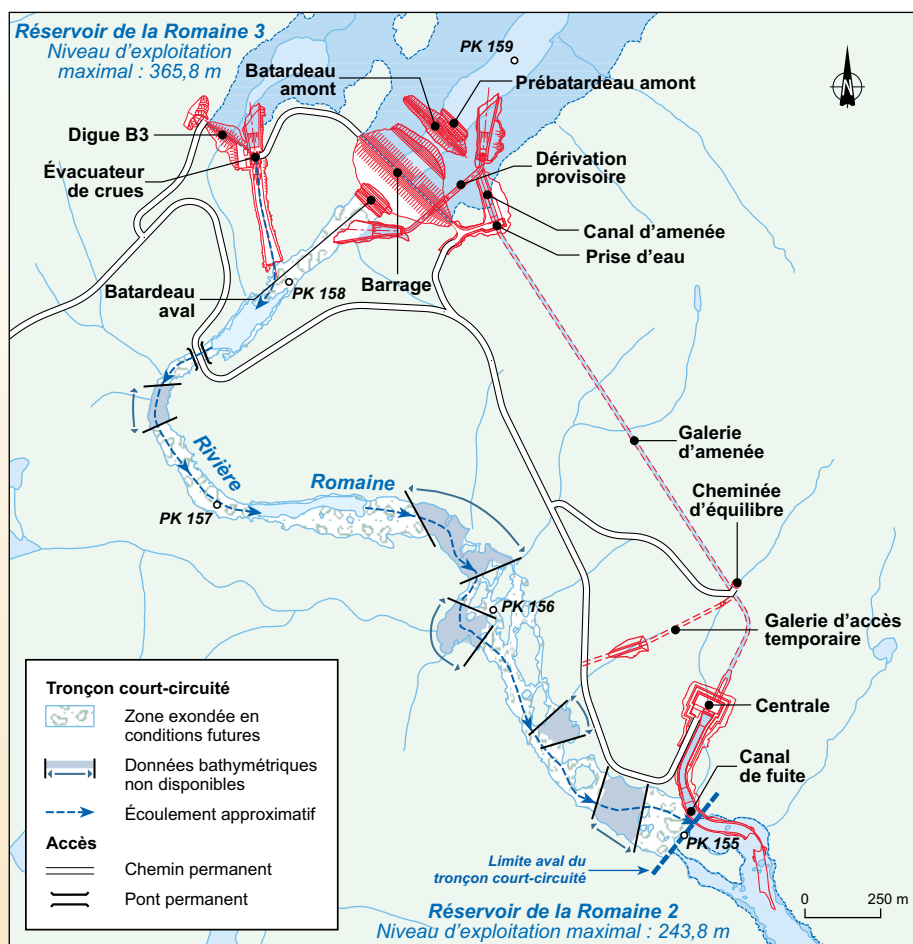 Réservoir de la Romaine 3
Niveau d'exploitation
maximal : 365,8 m
PK 159
Batardeau
amont
Prébatardeau amont
Digue B3
Évacuateur
de crues
Dérivation
provisoire
Canal d'amenée
Prise d'eau
Batardeau
aval
PK 158
Barrage
Galerie
d'amenée
Rivière
Romaine
Cheminée
d'équilibre
PK 157
PK 156
Galerie d'accès
temporaire
Centrale
Canal
de fuite
PK 155
Limite aval du
tronçon court-circuité
Réservoir de la Romaine 2
Niveau d'exploitation maximal : 243,8 m
0 250 m
Tronçon court-circuité
Zone exondée en
conditions futures
Données bathymétriques
non disponibles
Écoulement approximatif
Accès
Chemin permanent
Pont permanent